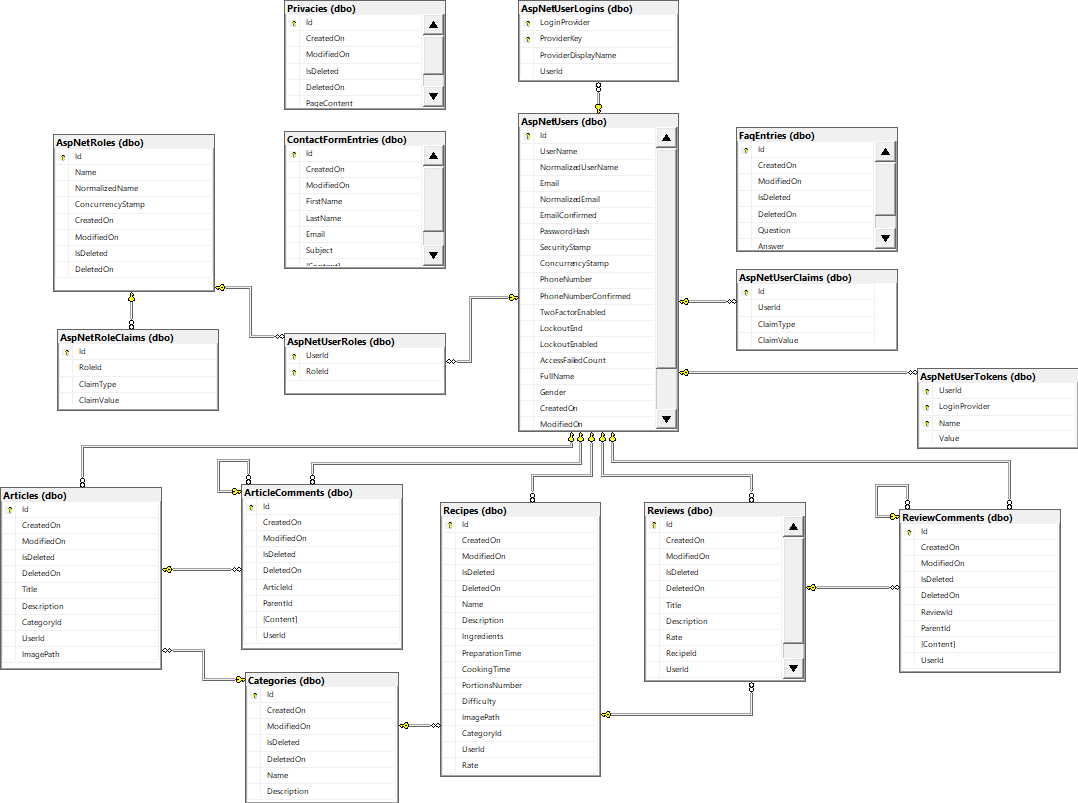 Privacies (dbo)
Id
CreatedOn
ModifiedOn
IsDeleted
DeletedOn
PageContent
AspNetUserLogins (dbo)
LoginProvider
ProviderKey
ProviderDisplayName
UserId
AspNetRoles (dbo)
Id
Name
NormalizedName
ConcurrencyStamp
CreatedOn
ModifiedOn
IsDeleted
DeletedOn
ContactFormEntries (dbo)
Id
CreatedOn
ModifiedOn
FirstName
LastName
Email
Subject
[Content]
AspNetUsers (dbo)
Id
UserName
NormalizedUserName
Email
NormalizedEmail
EmailConfirmed
PasswordHash
SecurityStamp
ConcurrencyStamp
PhoneNumber
PhoneNumberConfirmed
TwoFactorEnabled
LockoutEnd
LockoutEnabled
AccessFailedCount
FullName
Gender
CreatedOn
ModifiedOn
FaqEntries (dbo)
Id
CreatedOn
ModifiedOn
IsDeleted
DeletedOn
Question
Answer
AspNetUserClaims (dbo)
Id
UserId
ClaimType
ClaimValue
AspNetRoleClaims (dbo)
Id
RoleId
ClaimType
ClaimValue
AspNetUserRoles (dbo)
UserId
RoleId
AspNetUserTokens (dbo)
UserId
LoginProvider
Name
Value
Articles (dbo)
Id
CreatedOn
ModifiedOn
IsDeleted
DeletedOn
Title
Description
CategoryId
UserId
ImagePath
ArticleComments (dbo)
Id
CreatedOn
ModifiedOn
IsDeleted
DeletedOn
ArticleId
ParentId
[Content]
UserId
Recipes (dbo)
Id
CreatedOn
ModifiedOn
IsDeleted
DeletedOn
Name
Description
Ingredients
PreparationTime
CookingTime
PortionsNumber
Difficulty
ImagePath
CategoryId
UserId
Rate
Reviews (dbo)
Id
CreatedOn
ModifiedOn
IsDeleted
DeletedOn
Title
Description
Rate
RecipeId
UserId
ReviewComments (dbo)
Id
CreatedOn
ModifiedOn
IsDeleted
DeletedOn
ReviewId
ParentId
[Content]
UserId
Categories (dbo)
Id
CreatedOn
ModifiedOn
IsDeleted
DeletedOn
Name
Description